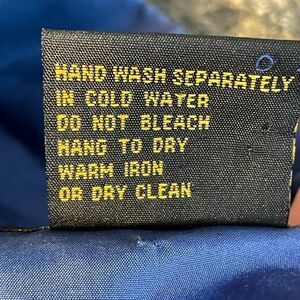 HAND WASH SEPARATELY
IN COLD WATER
DO NOT BLEACH
HANG TO DRY
WARM IRON
OR DRY CLEAN